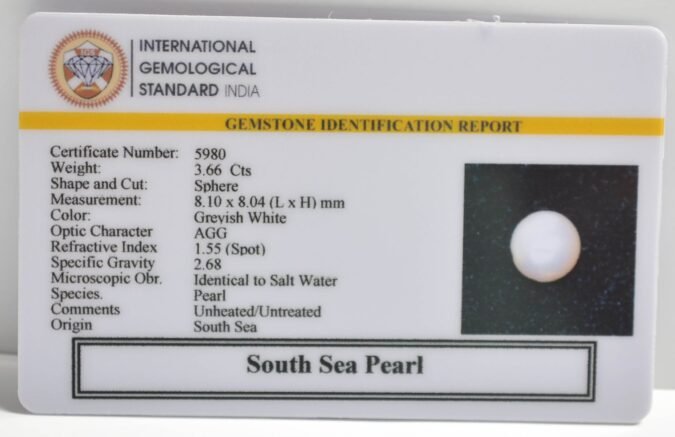 IGS
INTERNATIONAL
GEMOLOGICAL
STANDARD INDIA
GEMSTONE IDENTIFICATION REPORT
Certificate Number: 5980
Weight: 3.66 Cts
Shape and Cut: Sphere
Measurement: 8.10 x 8.04 (L x H) mm
Color: Greyish White
Optic Character AGG
Refractive Index 1.55 (Spot)
Specific Gravity 2.68
Microscopic Obr. Identical to Salt Water
Species. Pearl
Comments Unheated/Untreated
Origin South Sea
South Sea Pearl